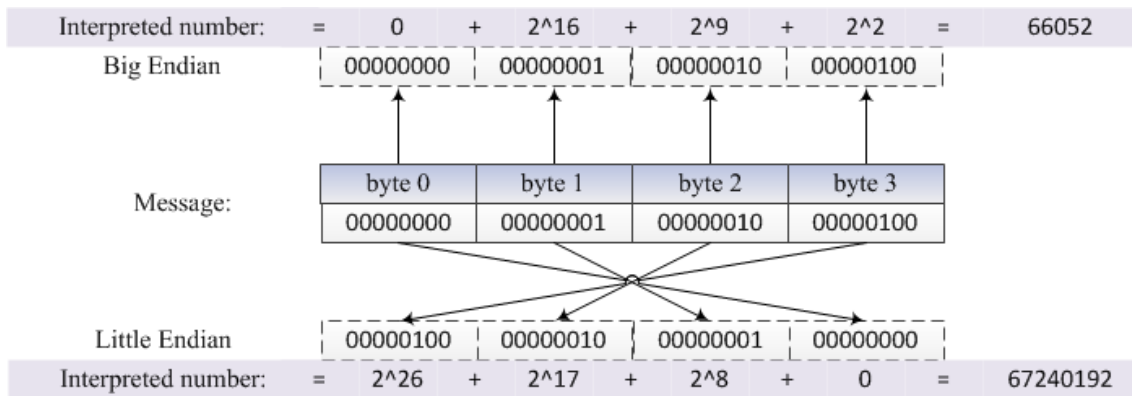 Interpreted number: = 0 + 2^16 + 2^9 + 2^2 = 66052
Big Endian 00000000 00000001 00000010 00000100
byte 0 byte 1 byte 2 byte 3
Message:
00000000 00000001 00000010 00000100
Little Endian 00000100 00000010 00000001 00000000
Interpreted number: = 2^26 + 2^17 + 2^8 + 0 = 67240192